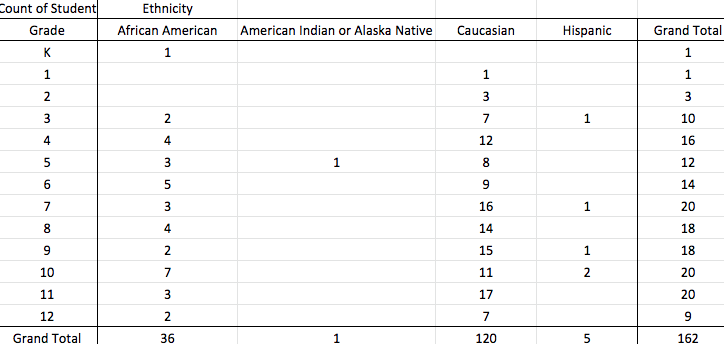 Count of Student Ethnicity
Grade African American American Indian or Alaska Native Caucasian Hispanic Grand Total
K 1 1
1 1 1
2 3 3
3 2 7 1 10
4 4 12 16
5 3 1 8 12
6 5 9 14
7 3 16 1 20
8 4 14 18
9 2 15 1 18
10 7 11 2 20
11 3 17 20
12 2 7 9
Grand Total 36 1 120 5 162